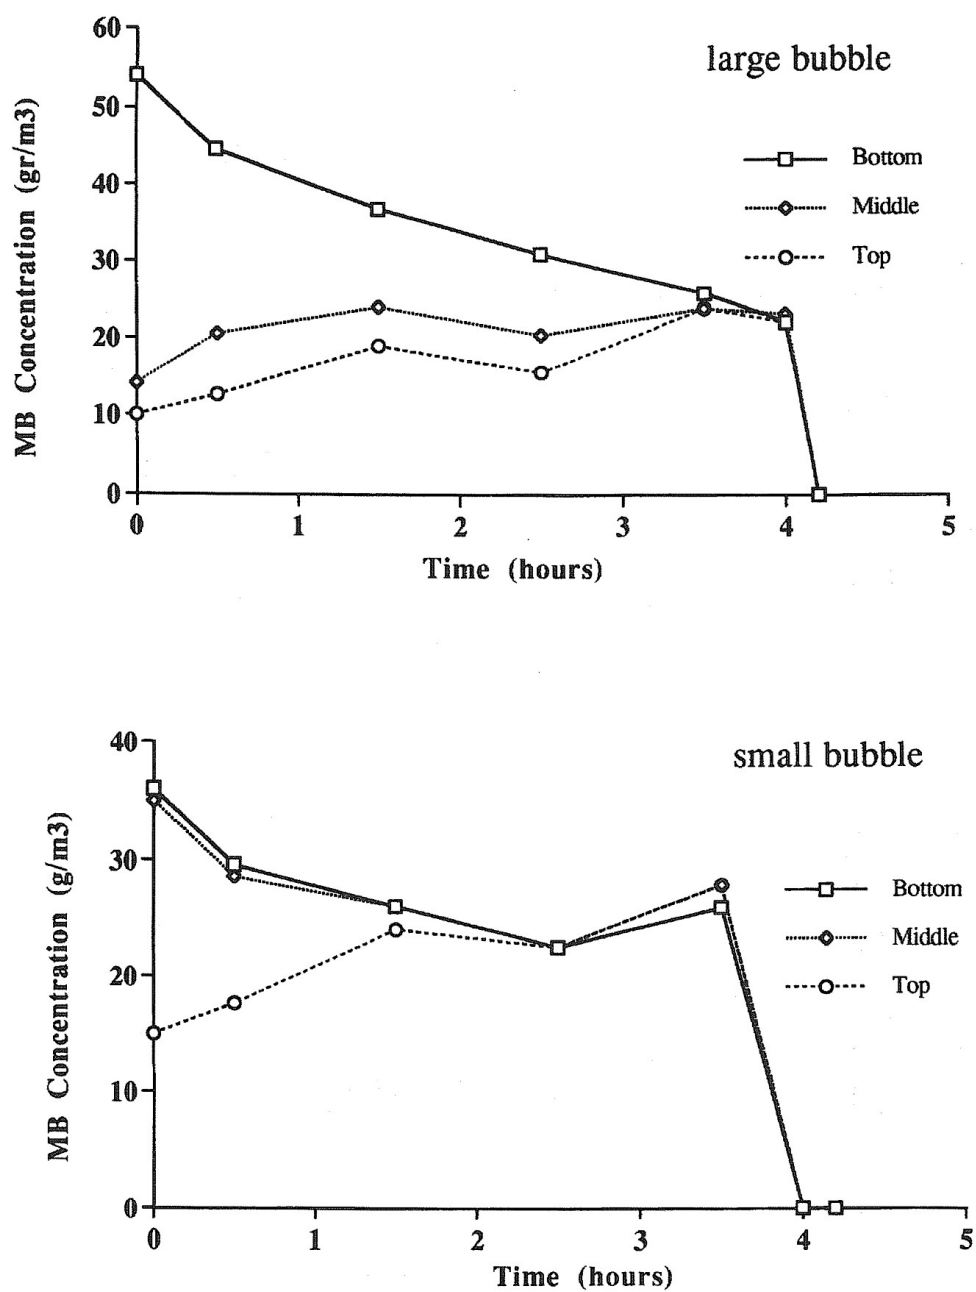 large bubble
60
50
40
30
20
10
0
MB Concentration (gr/m3)
Bottom
Middle
Top
0 1 2 3 4 5
Time (hours)
small bubble
40
30
20
10
0
MB Concentration (g/m3)
Bottom
Middle
Top
0 1 2 3 4 5
Time (hours)